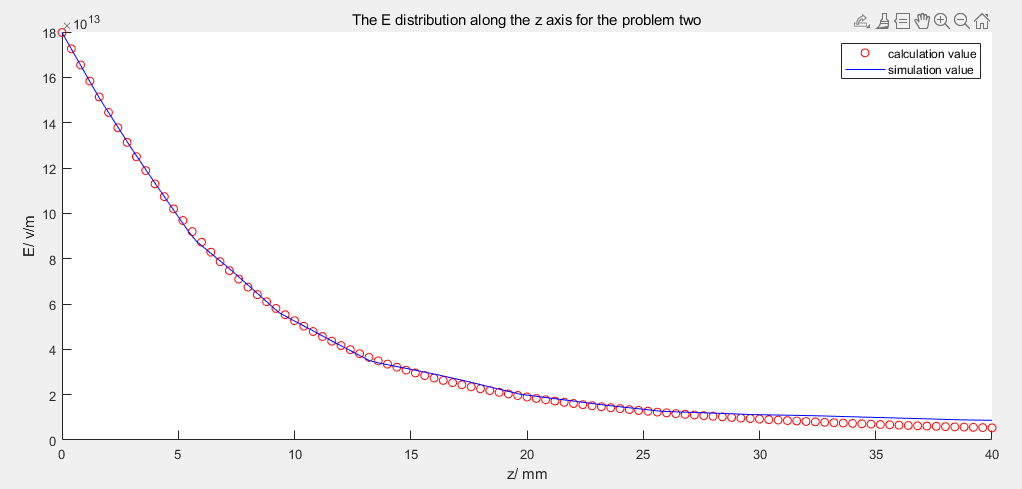 The E distribution along the z axis for the problem two
× 10^13
calculation value
simulation value
18
16
14
12
10
8
6
4
2
0
E/ v/m
0 5 10 15 20 25 30 35 40
z/ mm